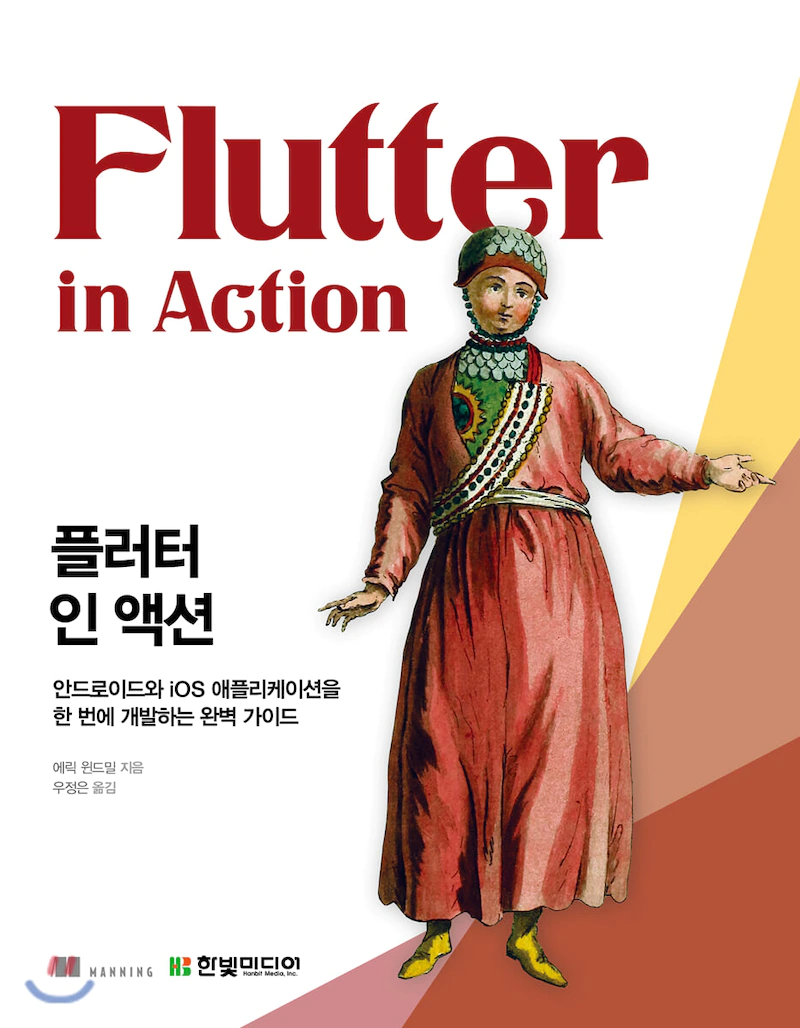 Flutter
in Action
플러터
인 액션
안드로이드와 iOS 애플리케이션을
한 번에 개발하는 완벽 가이드
에릭 윈드밀 지음
우정은 옮김
MANNING
HB 한빛미디어
Hanbit Media, Inc.